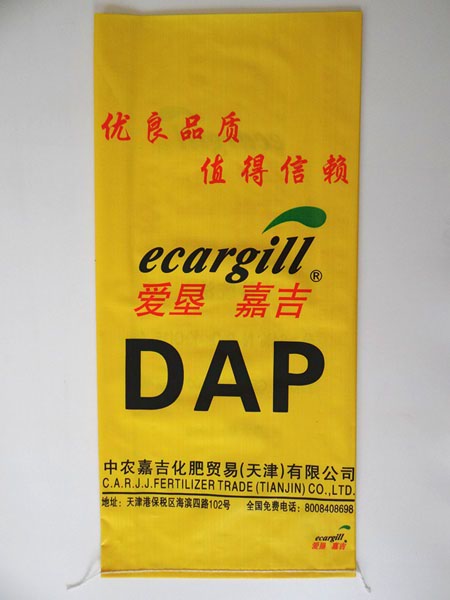 优良品质
值得信赖
ecargill®
爱垦 嘉吉
DAP
中农嘉吉化肥贸易(天津)有限公司
C.A.R.J.J.FERTILIZER TRADE (TIANJIN) CO.,LTD.
地址：天津港保税区海滨四路102号 全国免费电话：8008408698
ecargill
爱垦 嘉吉